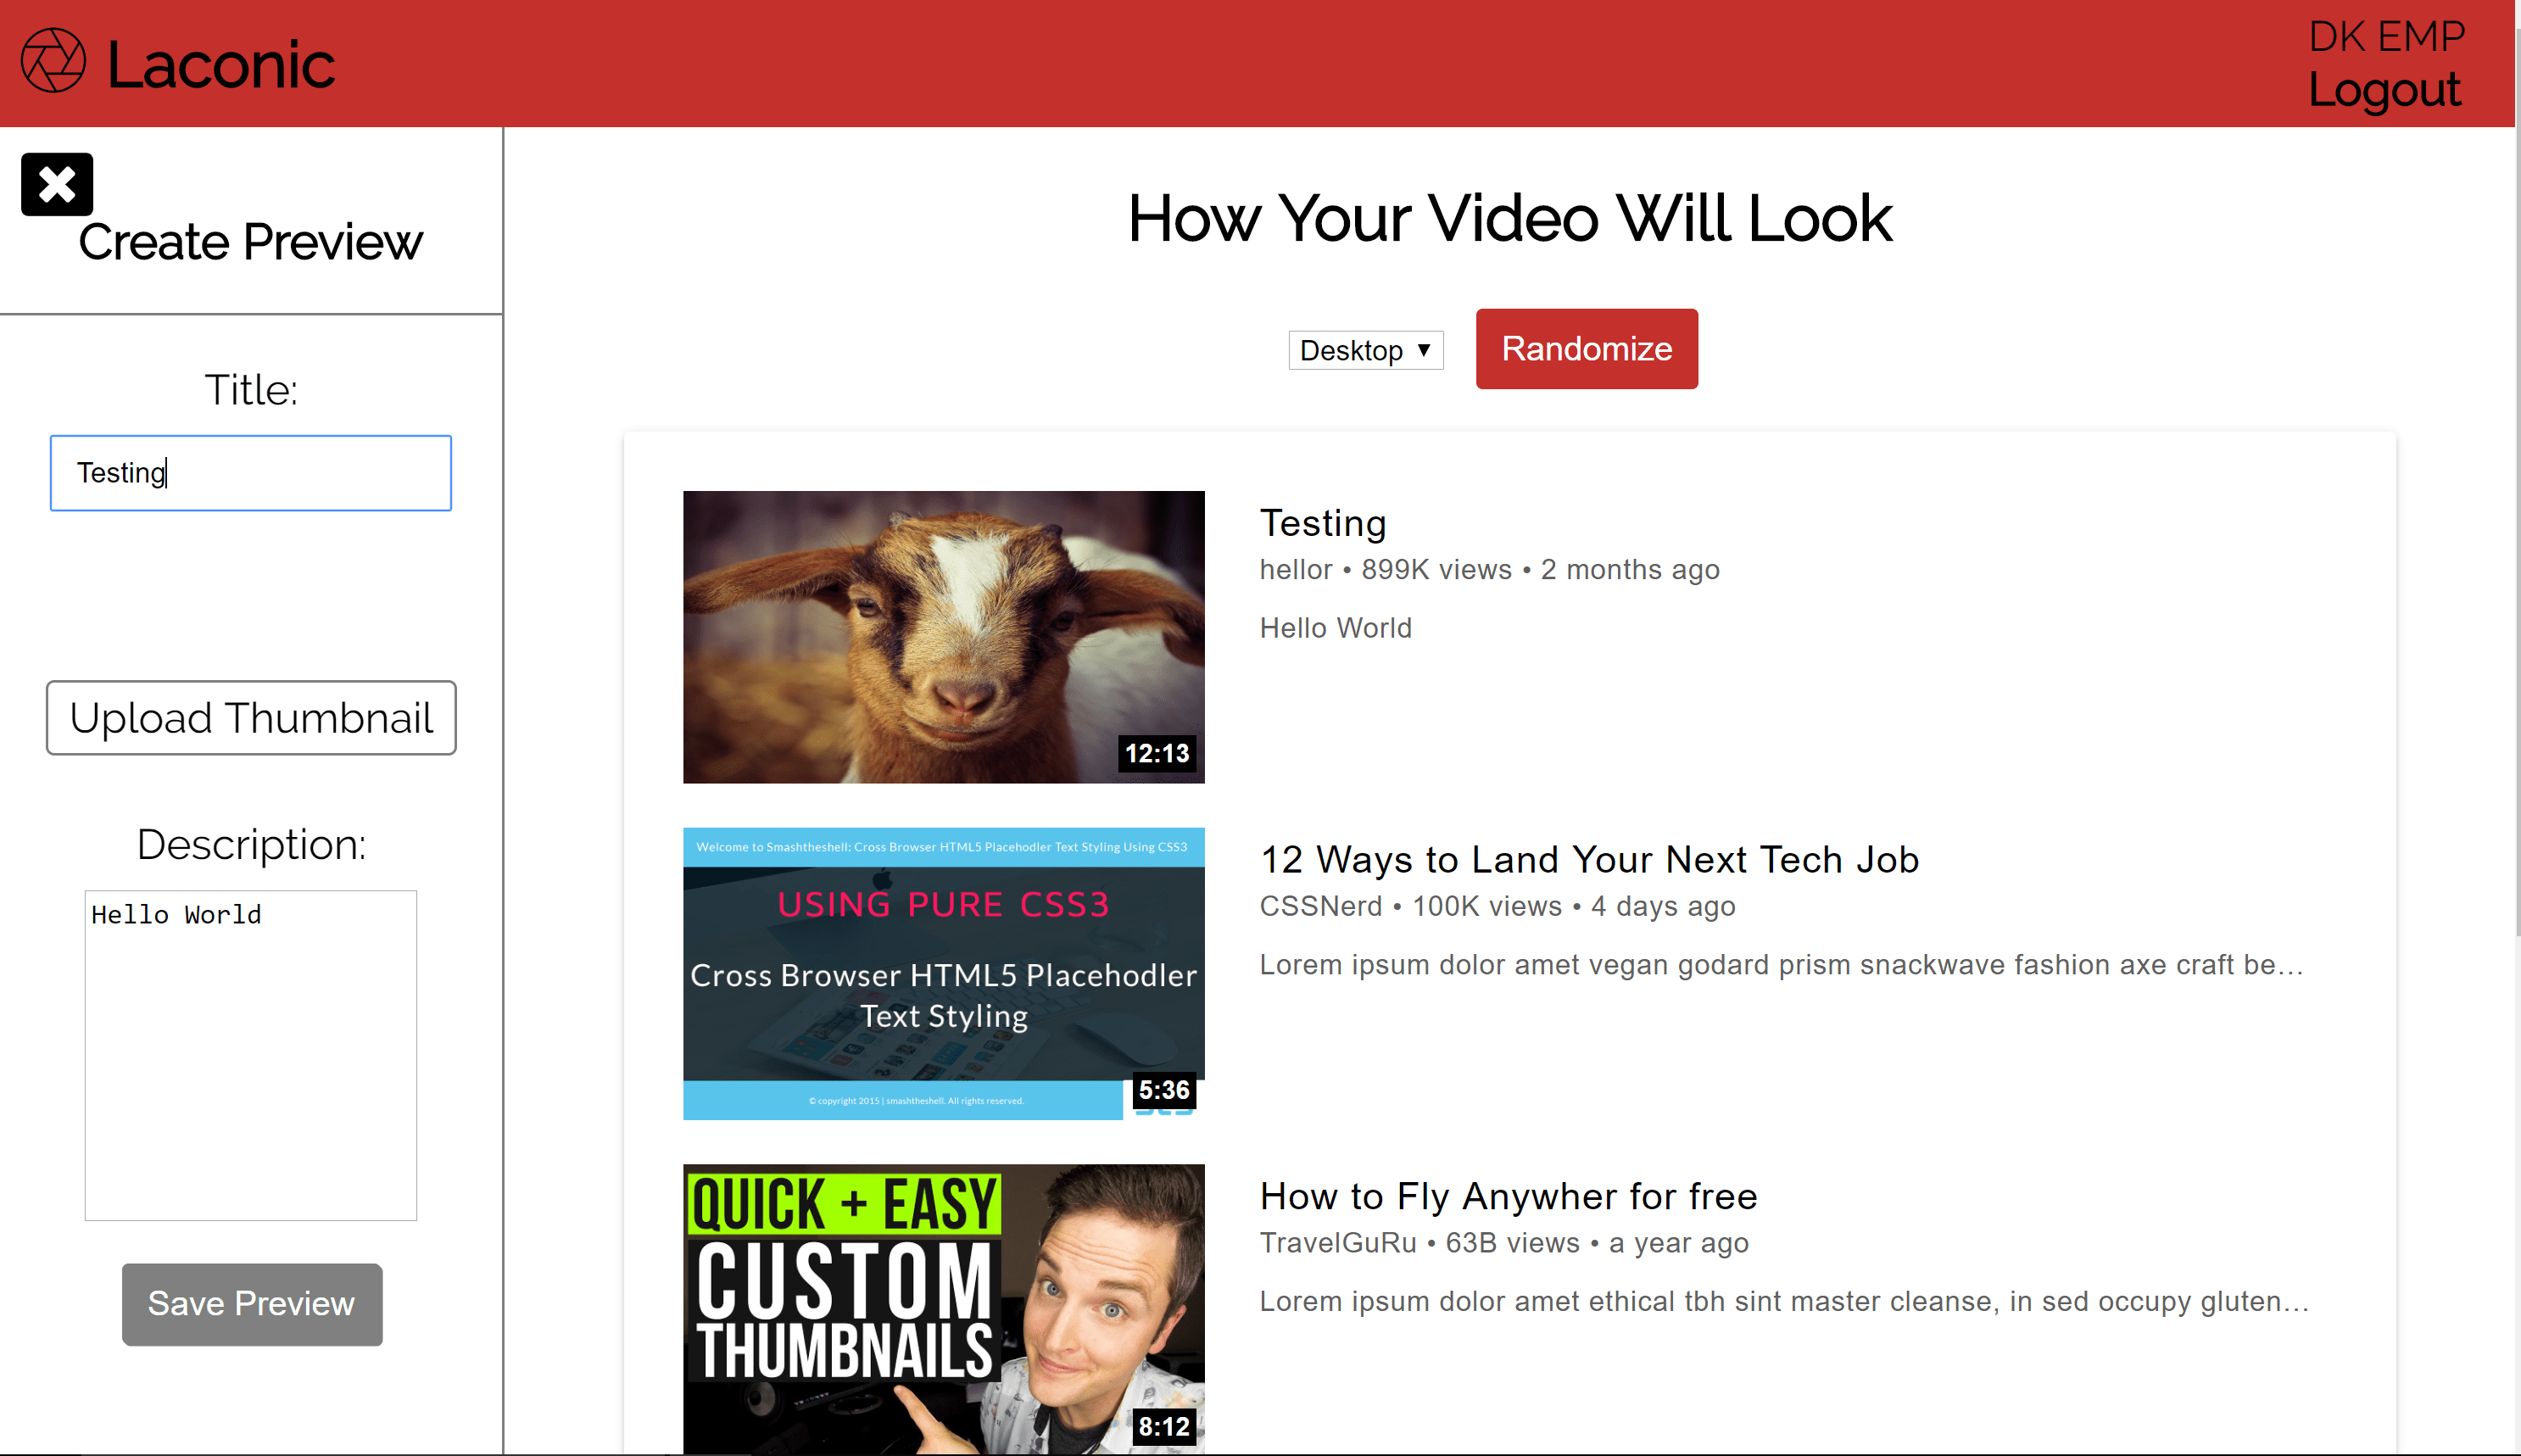 Laconic
DK EMP
Logout
Create Preview
Title:
Testing
Upload Thumbnail
Description:
Hello World
Save Preview
How Your Video Will Look
Desktop
Randomize
12:13
Testing
hellor • 899K views • 2 months ago
Hello World
Welcome to Smashtheshell: Cross Browser HTML5 Placehodler Text Styling Using CSS3
USING PURE CSS3
Cross Browser HTML5 Placehodler
Text Styling
© copyright 2015 | smashtheshell. All rights reserved.
5:36
12 Ways to Land Your Next Tech Job
CSSNerd • 100K views • 4 days ago
Lorem ipsum dolor amet vegan godard prism snackwave fashion axe craft be...
QUICK + EASY
CUSTOM
THUMBNAILS
8:12
How to Fly Anywher for free
TravelGuRu • 63B views • a year ago
Lorem ipsum dolor amet ethical tbh sint master cleanse, in sed occupy gluten...